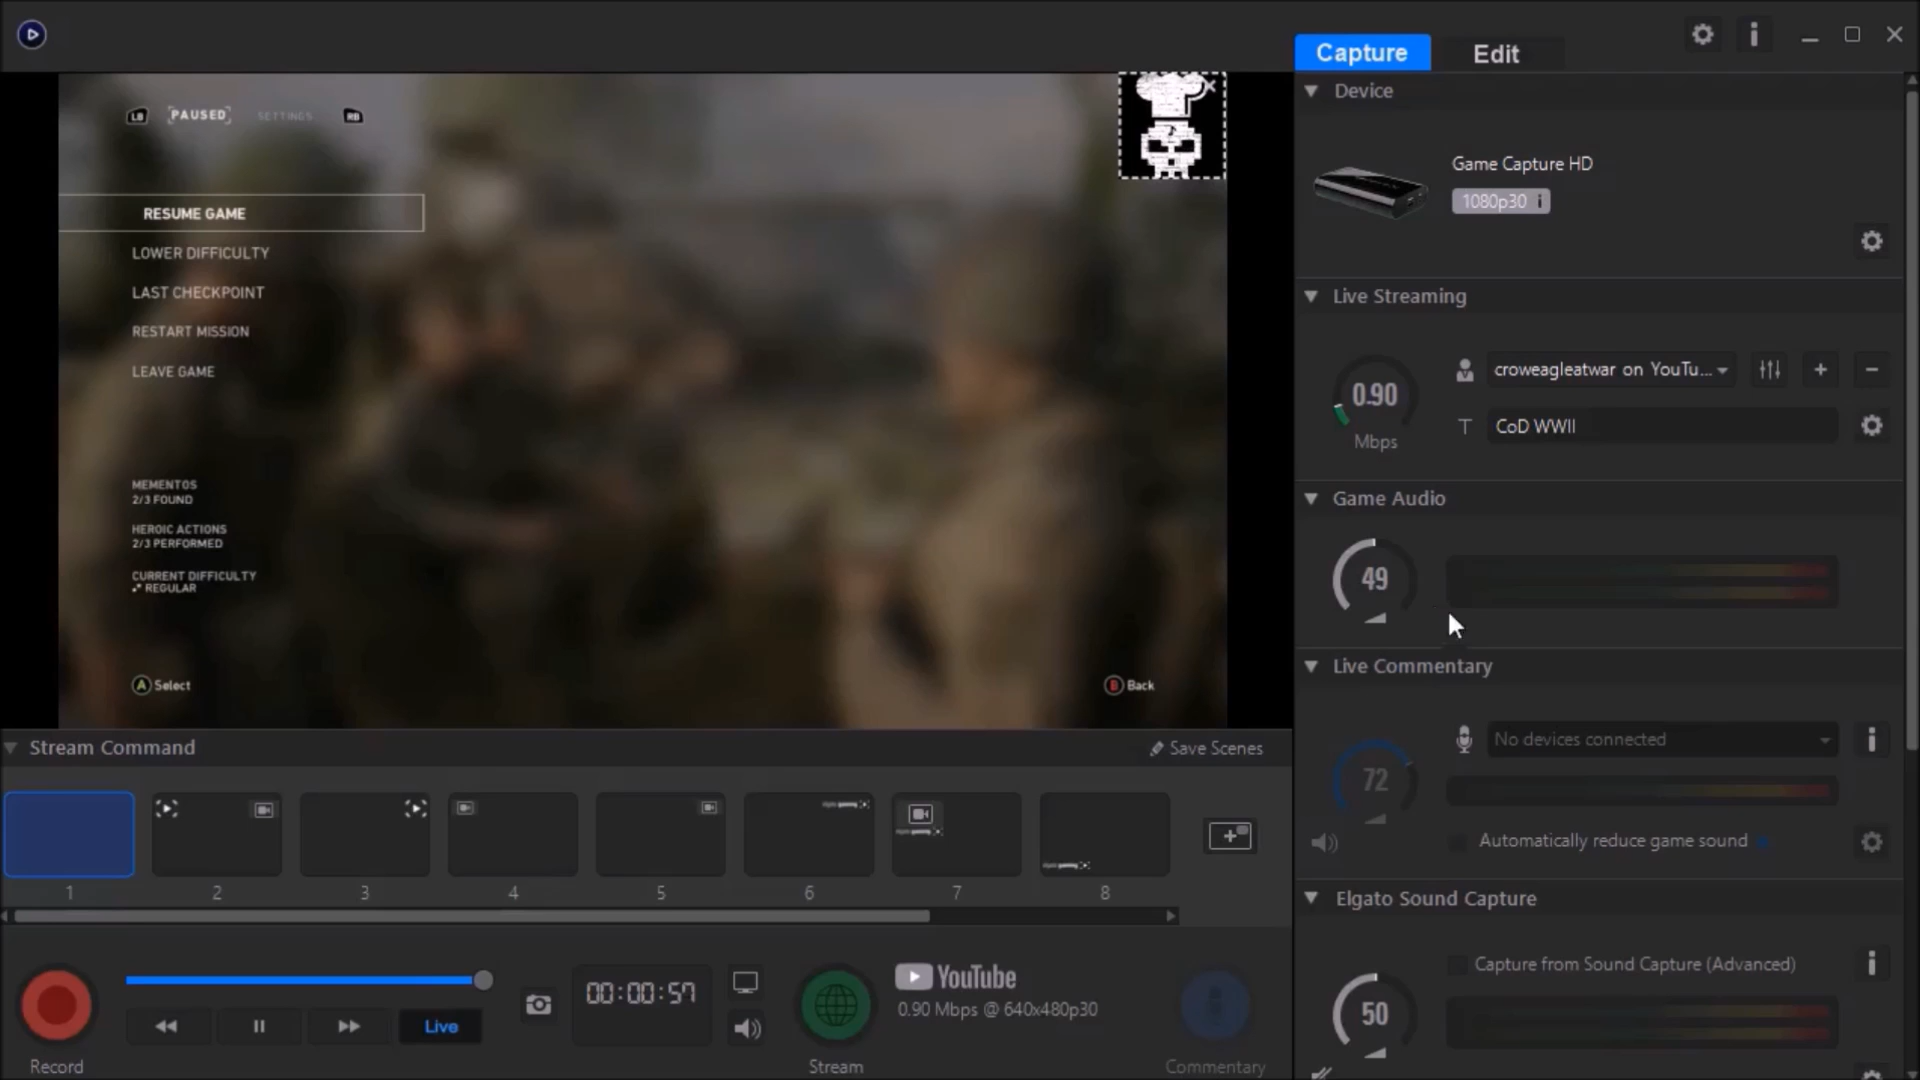 Capture
Edit
LB
PAUSED
SETTINGS
RB
RESUME GAME
LOWER DIFFICULTY
LAST CHECKPOINT
RESTART MISSION
LEAVE GAME
MEMENTOS
2/3 FOUND
HEROIC ACTIONS
2/3 PERFORMED
CURRENT DIFFICULTY
REGULAR
A Select
B Back
Device
Game Capture HD
1080p30 i
Live Streaming
0.90
Mbps
croweagleatwar on YouTu...
T CoD WWII
Game Audio
49
Live Commentary
72
No devices connected
Automatically reduce game sound
Elgato Sound Capture
Capture from Sound Capture (Advanced)
50
Stream Command
Save Scenes
1
2
3
4
5
6
7
8
Live
00:00:57
YouTube
0.90 Mbps @ 640x480p30
Record
Stream
Commentary